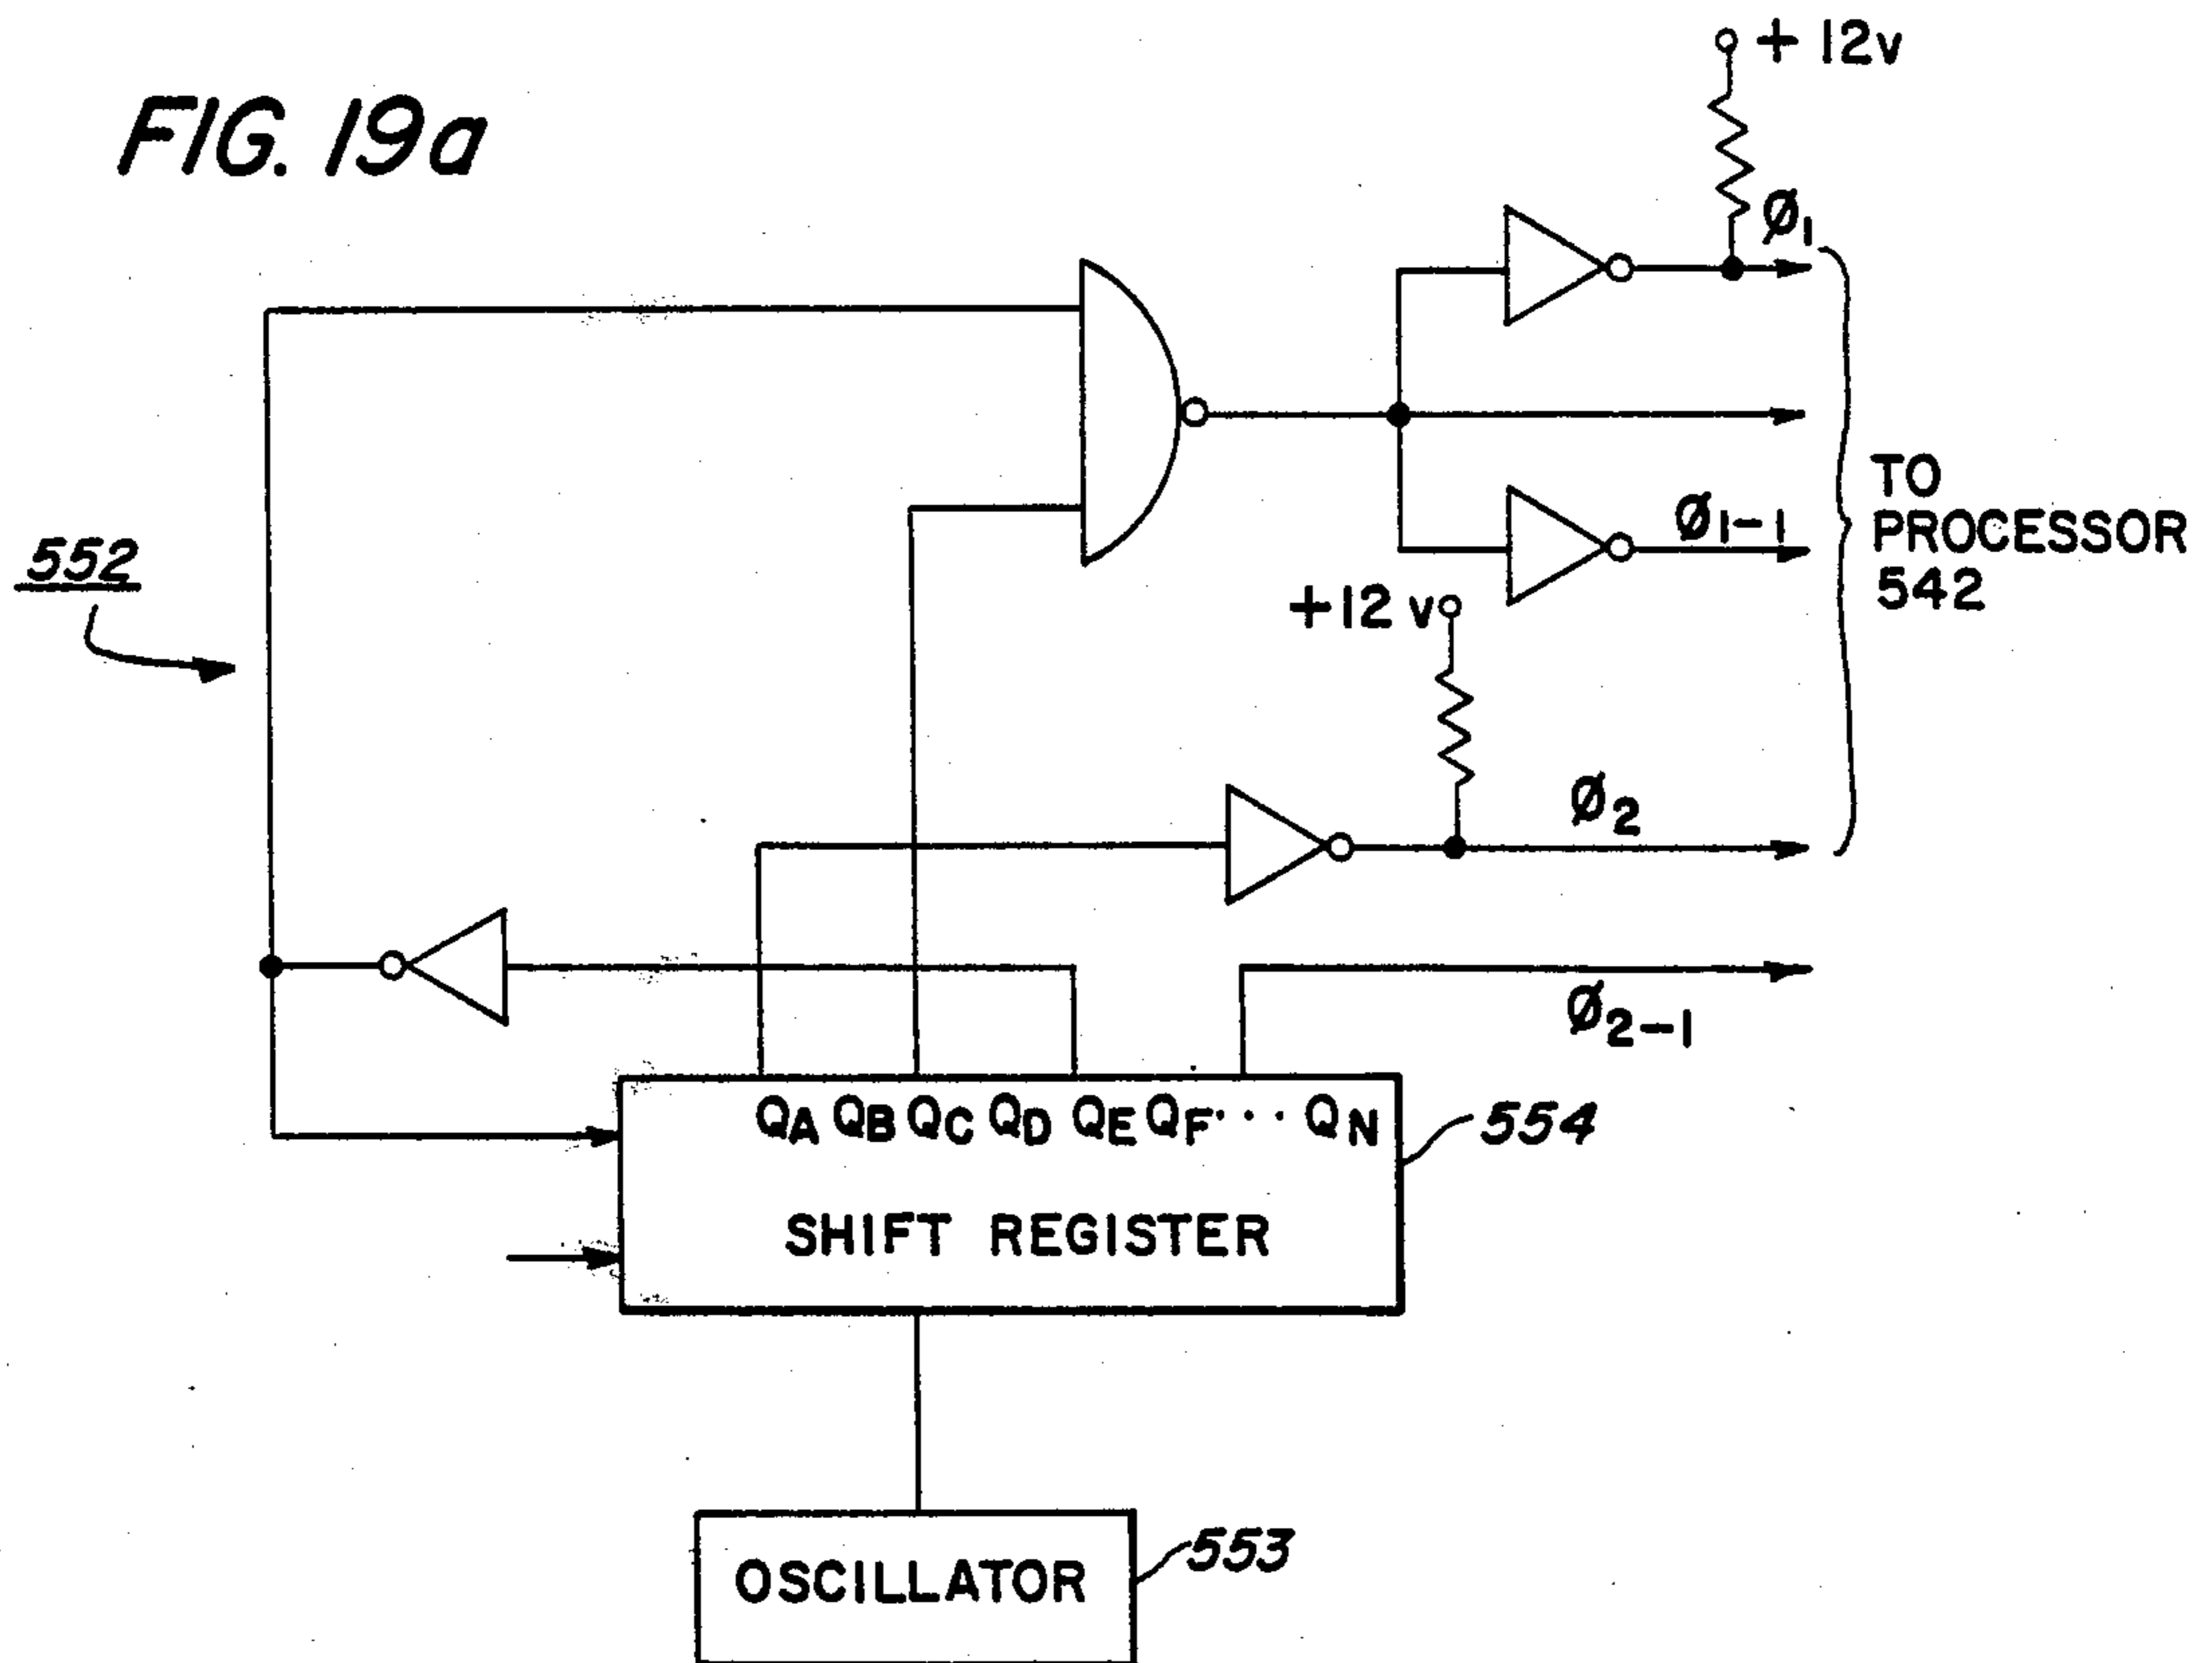 +12v
FIG. 19a
Ø1
TO
PROCESSOR
542
Ø1-1
552
+12 v
Ø2
Ø2-1
QA QB QC QD QE QF... QN
554
SHIFT REGISTER
553
OSCILLATOR